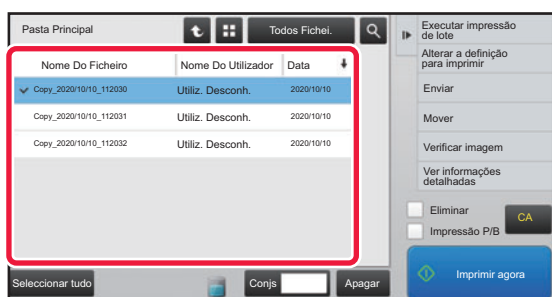 Pasta Principal
Todos Fichei.
Nome Do Ficheiro Nome Do Utilizador Data
Copy_2020/10/10_112030 Utiliz. Desconh. 2020/10/10
Copy_2020/10/10_112031 Utiliz. Desconh. 2020/10/10
Copy_2020/10/10_112032 Utiliz. Desconh. 2020/10/10
Seleccionar tudo
Conjs
Apagar
Executar impressão
de lote
Alterar a definição
para imprimir
Enviar
Mover
Verificar imagem
Ver informações
detalhadas
Eliminar
Impressão P/B
CA
Imprimir agora